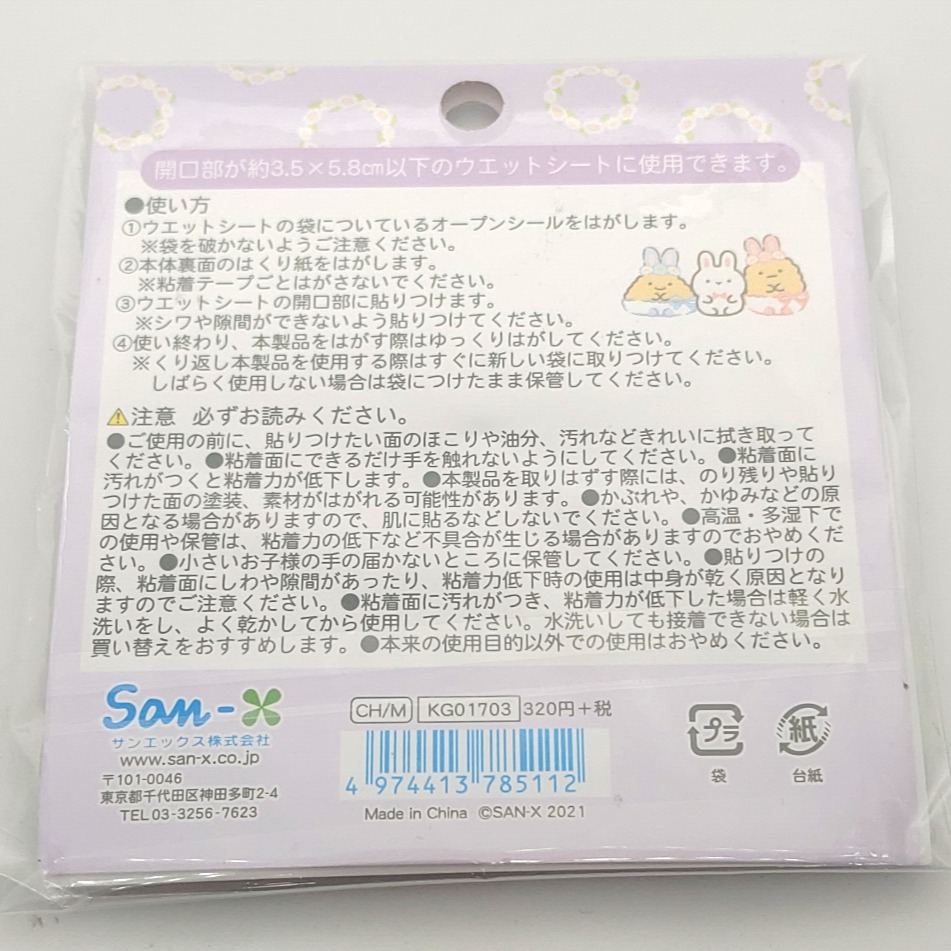 開口部が約3.5×5.8cm以下のウエットシートに使用できます。
●使い方
①ウエットシートの袋についているオープンシールをはがします。
※袋を破かないようご注意ください。
②本体裏面のはくり紙をはがします。
※粘着テープごとはがさないでください。
③ウエットシートの開口部に貼りつけます。
※シワや隙間ができないよう貼りつけてください。
④使い終わり、本製品をはがす際はゆっくりはがしてください。
※くり返し本製品を使用する際はすぐに新しい袋に取りつけてください。
しばらく使用しない場合は袋につけたまま保管してください。
⚠注意 必ずお読みください。
●ご使用の前に、貼りつけたい面のほこりや油分、汚れなどきれいに拭き取って
ください。●粘着面にできるだけ手を触れないようにしてください。●粘着面に
汚れがつくと粘着力が低下します。●本製品を取りはずす際には、のり残りや貼り
つけた面の塗装、素材がはがれる可能性があります。●かぶれや、かゆみなどの原
因となる場合がありますので、肌に貼るなどしないでください。●高温・多湿下で
の使用や保管は、粘着力の低下など不具合が生じる場合がありますのでおやめくだ
さい。●小さいお子様の手の届かないところに保管してください。●貼りつけの
際、粘着面にしわや隙間があったり、粘着力低下時の使用は中身が乾く原因となり
ますのでご注意ください。●粘着面に汚れがつき、粘着力が低下した場合は軽く水
洗いをし、よく乾かしてから使用してください。水洗いしても接着できない場合は
買い替えをおすすめします。●本来の使用目的以外での使用はおやめください。
San-X
サンエックス株式会社
www.san-x.co.jp
〒101-0046
東京都千代田区神田多町2-4
TEL03-3256-7623
CH/M KG01703 320円+税
4 974413 785112
Made in China ©SAN-X 2021
プラ
袋
紙
台紙